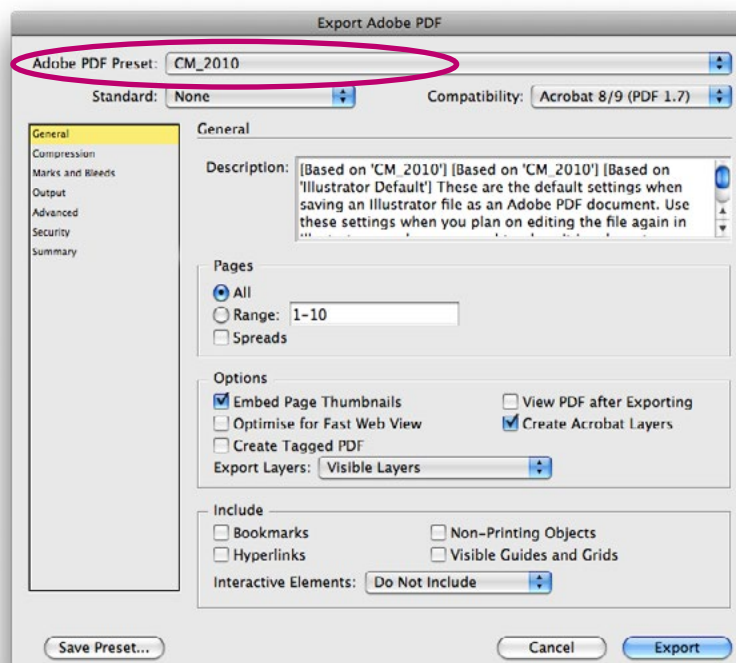 Export Adobe PDF
Adobe PDF Preset: CM_2010
Standard: None Compatibility: Acrobat 8/9 (PDF 1.7)
General
Compression
Marks and Bleeds
Output
Advanced
Security
Summary
General
Description: [Based on 'CM_2010'] [Based on 'CM_2010'] [Based on
'Illustrator Default'] These are the default settings when
saving an Illustrator file as an Adobe PDF document. Use
these settings when you plan on editing the file again in
Pages
All
Range: 1-10
Spreads
Options
Embed Page Thumbnails View PDF after Exporting
Optimise for Fast Web View Create Acrobat Layers
Create Tagged PDF
Export Layers: Visible Layers
Include
Bookmarks Non-Printing Objects
Hyperlinks Visible Guides and Grids
Interactive Elements: Do Not Include
Save Preset... Cancel Export